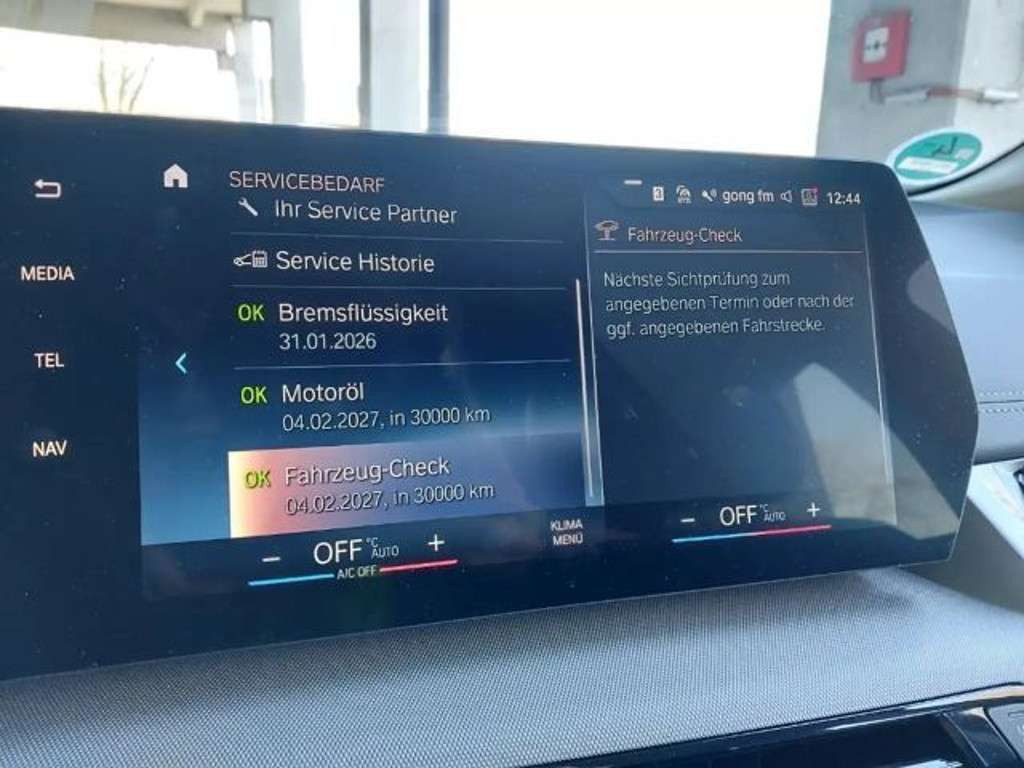 SERVICEBEDARF
gong fm
12:44
Ihr Service Partner
Fahrzeug-Check
MEDIA
Service Historie
Nächste Sichtprüfung zum
angegebenen Termin oder nach der
ggf. angegebenen Fahrstrecke.
OK Bremsflüssigkeit
31.01.2026
TEL
OK Motoröl
04.02.2027, in 30000 km
NAV
OK Fahrzeug-Check
04.02.2027, in 30000 km
− OFF °C AUTO +
A/C OFF
KLIMA
MENÜ
− OFF °C AUTO +